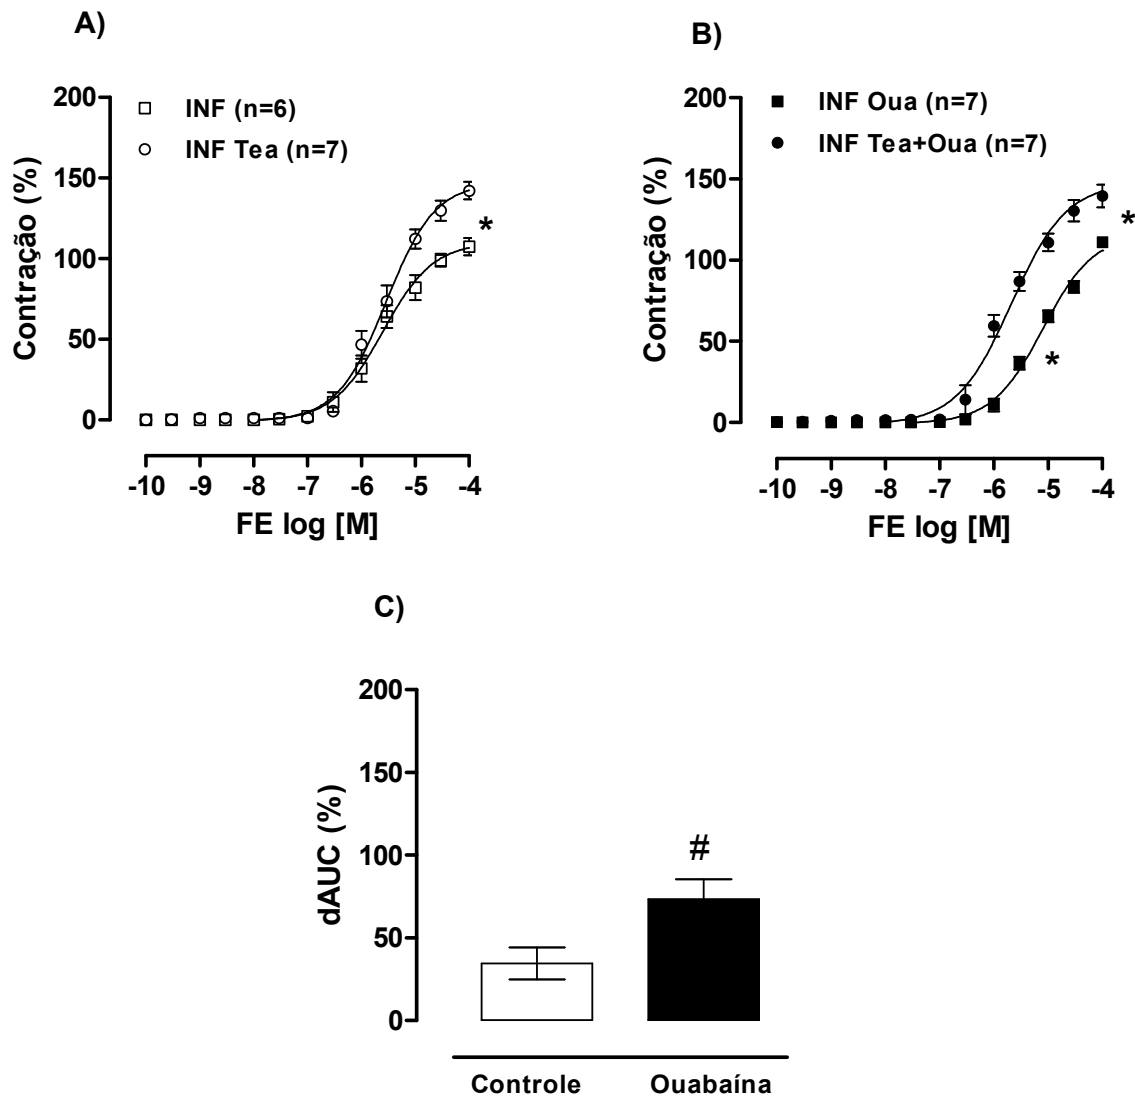 A)
200
150
100
50
0
Contração (%)
INF (n=6)
INF Tea (n=7)
*
-10 -9 -8 -7 -6 -5 -4
FE log [M]
B)
200
150
100
50
0
Contração (%)
INF Oua (n=7)
INF Tea+Oua (n=7)
*
*
-10 -9 -8 -7 -6 -5 -4
FE log [M]
C)
200
150
100
50
0
dAUC (%)
#
Controle Ouabaína